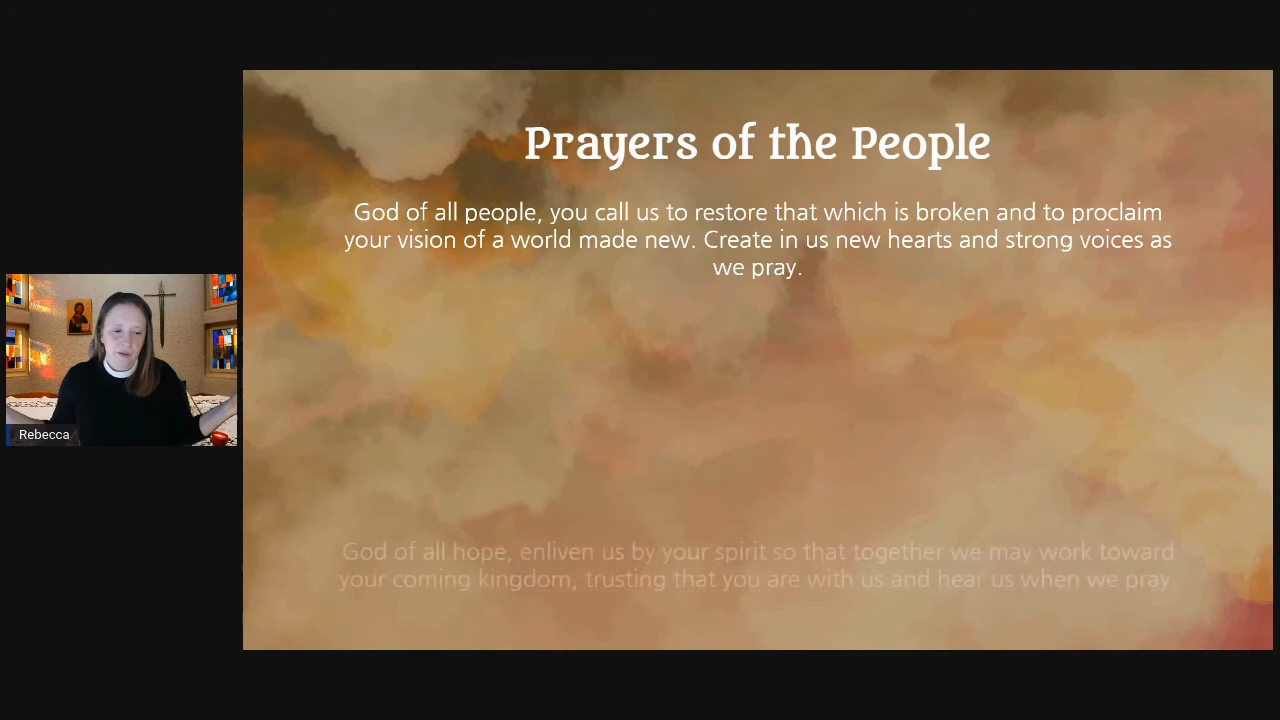 Prayers of the People
God of all people, you call us to restore that which is broken and to proclaim
your vision of a world made new. Create in us new hearts and strong voices as
we pray.
Rebecca
God of all hope, enliven us by your spirit so that together we may work toward
your coming kingdom, trusting that you are with us and hear us when we pray.